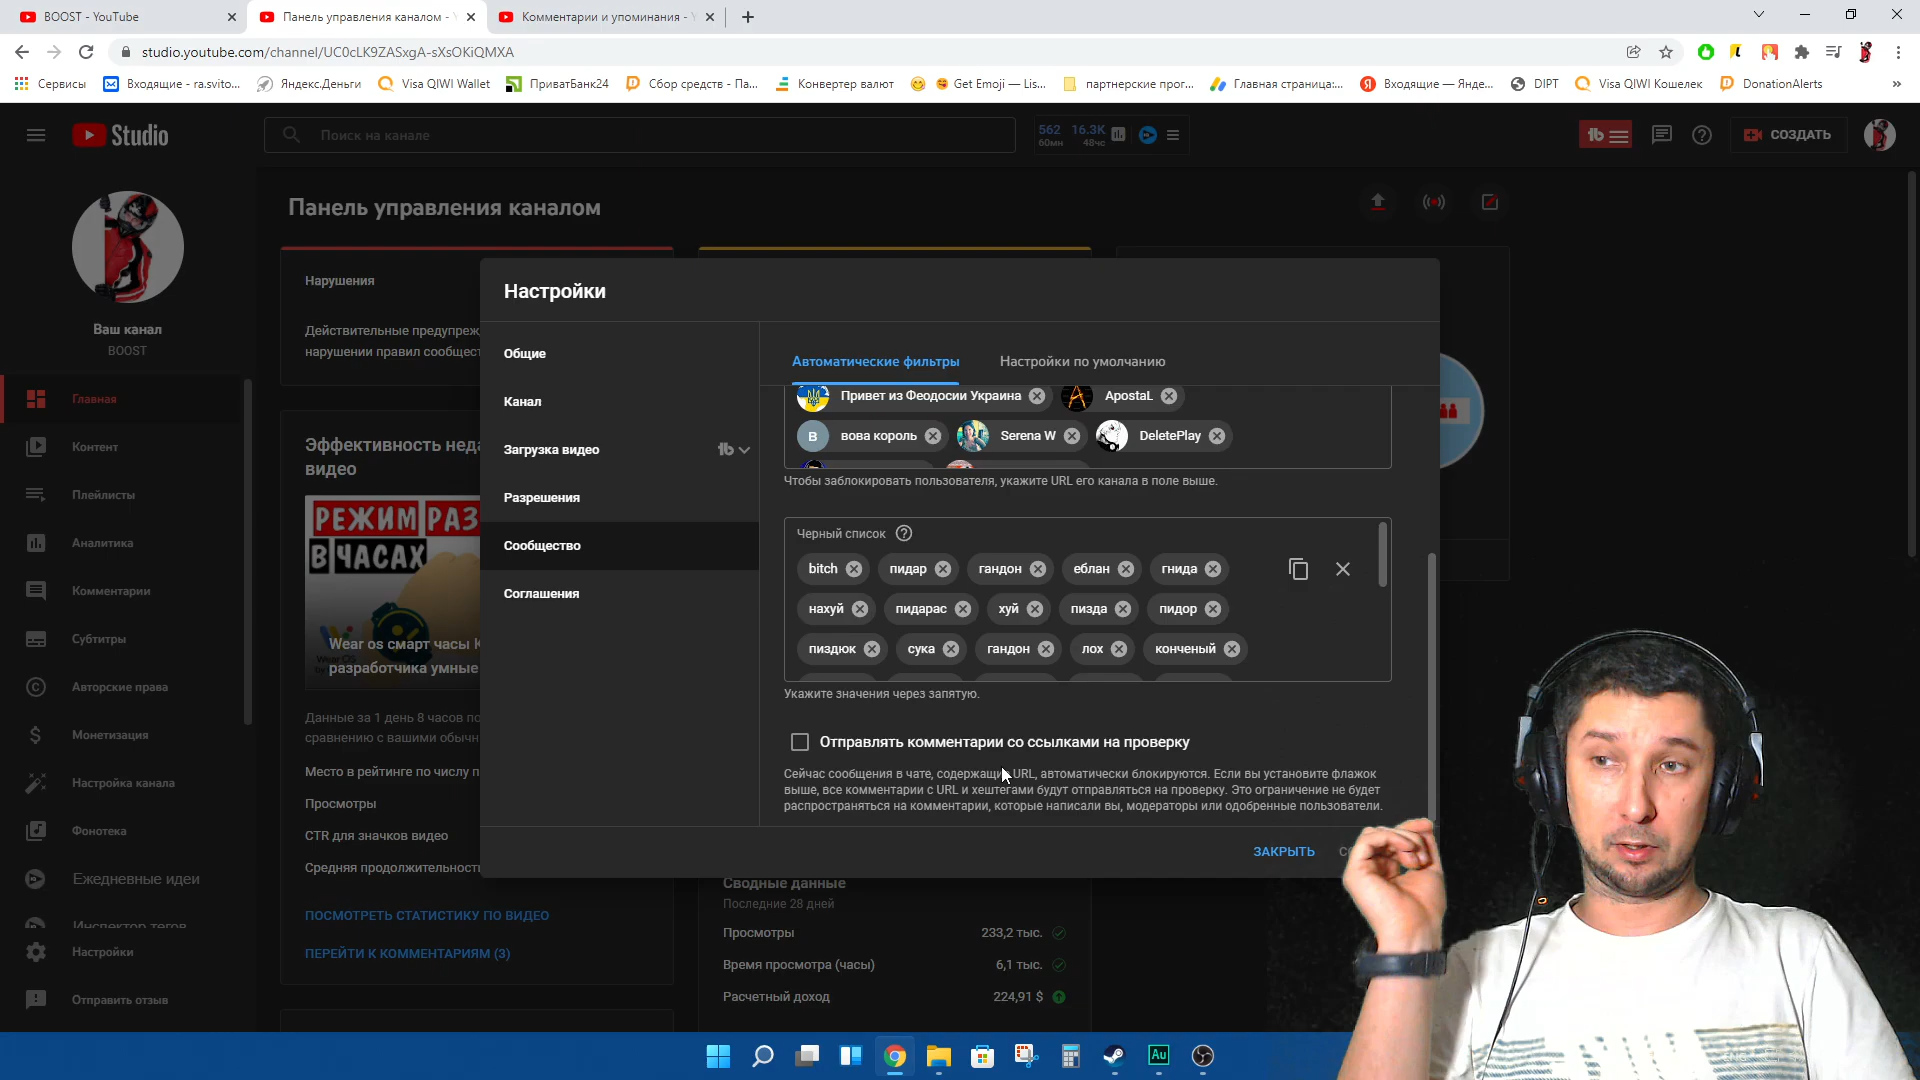 BOOST - YouTube
Панель управления каналом - Y
Комментарии и упоминания - Y
studio.youtube.com/channel/UC0cLK9ZASxgA-sXsOKiQMXA
Сервисы
Входящие - ra.svito...
Яндекс.Деньги
Visa QIWI Wallet
ПриватБанк24
Сбор средств - Па...
Конвертер валют
Get Emoji — Lis...
партнерские прог...
Главная страница:...
Входящие — Янде...
DIPT
Visa QIWI Кошелек
DonationAlerts
Studio
Поиск на канале
562 16.3K
60мн 48чс
СОЗДАТЬ
Панель управления каналом
Ваш канал
BOOST
Главная
Контент
Плейлисты
Аналитика
Комментарии
Субтитры
Авторские права
Монетизация
Настройка канала
Фонотека
Ежедневные идеи
Инспектор тегов
Настройки
Отправить отзыв
Нарушения
Действительные предупреж
нарушении правил сообщест
Эффективность неда
видео
РЕЖИМ РАЗ
В ЧАСАХ
Wear os смарт часы К
разработчика умные
Данные за 1 день 8 часов по
сравнению с вашими обычн
Место в рейтинге по числу п
Просмотры
CTR для значков видео
Средняя продолжительность
ПОСМОТРЕТЬ СТАТИСТИКУ ПО ВИДЕО
ПЕРЕЙТИ К КОММЕНТАРИЯМ (3)
Настройки
Общие
Канал
Загрузка видео
Разрешения
Сообщество
Соглашения
Автоматические фильтры
Настройки по умолчанию
Привет из Феодосии Украина
ApostaL
В вова король
Serena W
DeletePlay
Чтобы заблокировать пользователя, укажите URL его канала в поле выше.
Черный список
bitch пидар гандон еблан гнида
нахуй пидарас хуй пизда пидор
пиздюк сука гандон лох конченый
Укажите значения через запятую.
Отправлять комментарии со ссылками на проверку
Сейчас сообщения в чате, содержащие URL, автоматически блокируются. Если вы установите флажок
выше, все комментарии с URL и хештегами будут отправляться на проверку. Это ограничение не будет
распространяться на комментарии, которые написали вы, модераторы или одобренные пользователи.
ЗАКРЫТЬ
Сводные данные
Последние 28 дней
Просмотры 233,2 тыс.
Время просмотра (часы) 6,1 тыс.
Расчетный доход 224,91 $
Au